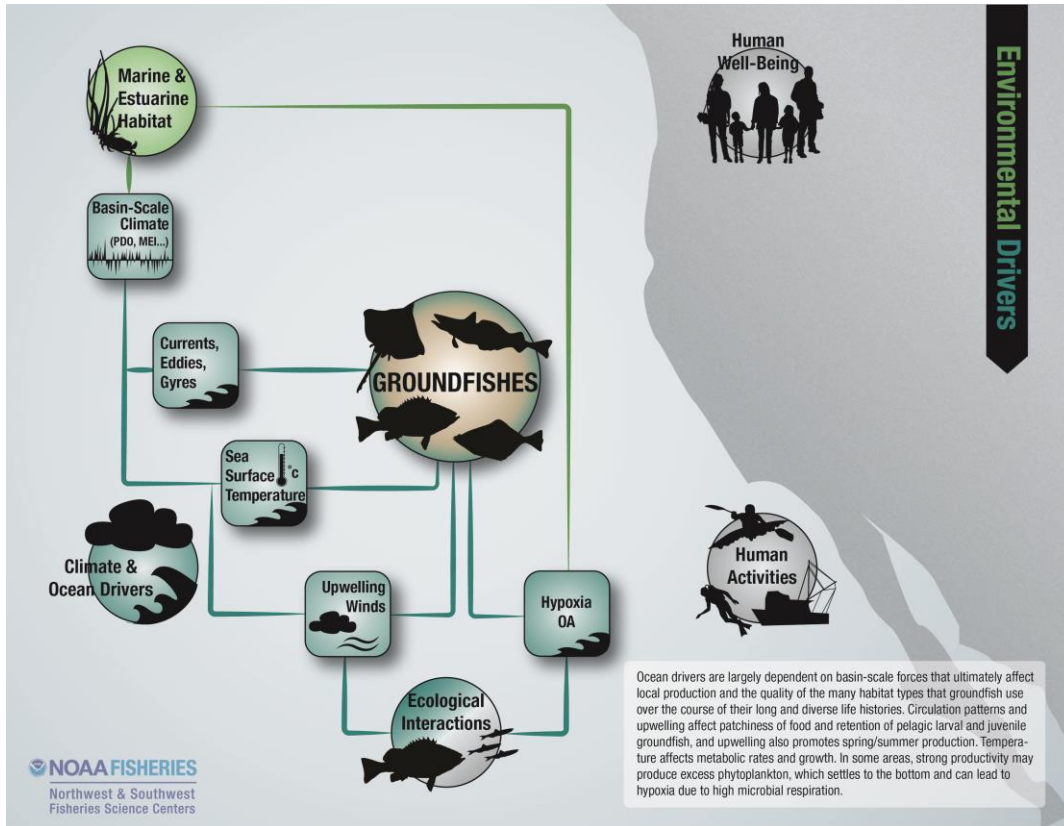 Marine &
Estuarine
Habitat
Human
Well-Being
Environmental Drivers
Basin-Scale
Climate
(PDO, MEI...)
Currents,
Eddies,
Gyres
GROUNDFISHES
Sea
Surface
Temperature
°C
Climate &
Ocean Drivers
Upwelling
Winds
Hypoxia
OA
Human
Activities
Ecological
Interactions
Ocean drivers are largely dependent on basin-scale forces that ultimately affect
local production and the quality of the many habitat types that groundfish use
over the course of their long and diverse life histories. Circulation patterns and
upwelling affect patchiness of food and retention of pelagic larval and juvenile
groundfish, and upwelling also promotes spring/summer production. Tempera-
ture affects metabolic rates and growth. In some areas, strong productivity may
produce excess phytoplankton, which settles to the bottom and can lead to
hypoxia due to high microbial respiration.
NOAA FISHERIES
Northwest & Southwest
Fisheries Science Centers